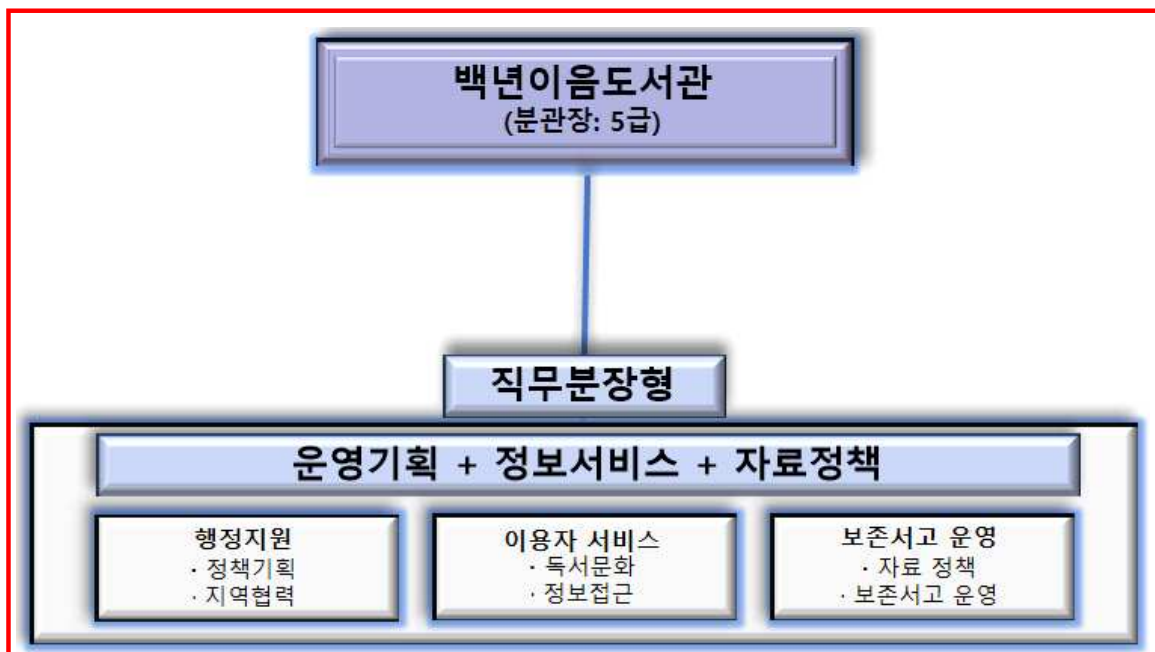 백년이음도서관
(분관장: 5급)
직무분장형
운영기획 + 정보서비스 + 자료정책
행정지원
· 정책기획
· 지역협력
이용자 서비스
· 독서문화
· 정보접근
보존서고 운영
· 자료 정책
· 보존서고 운영